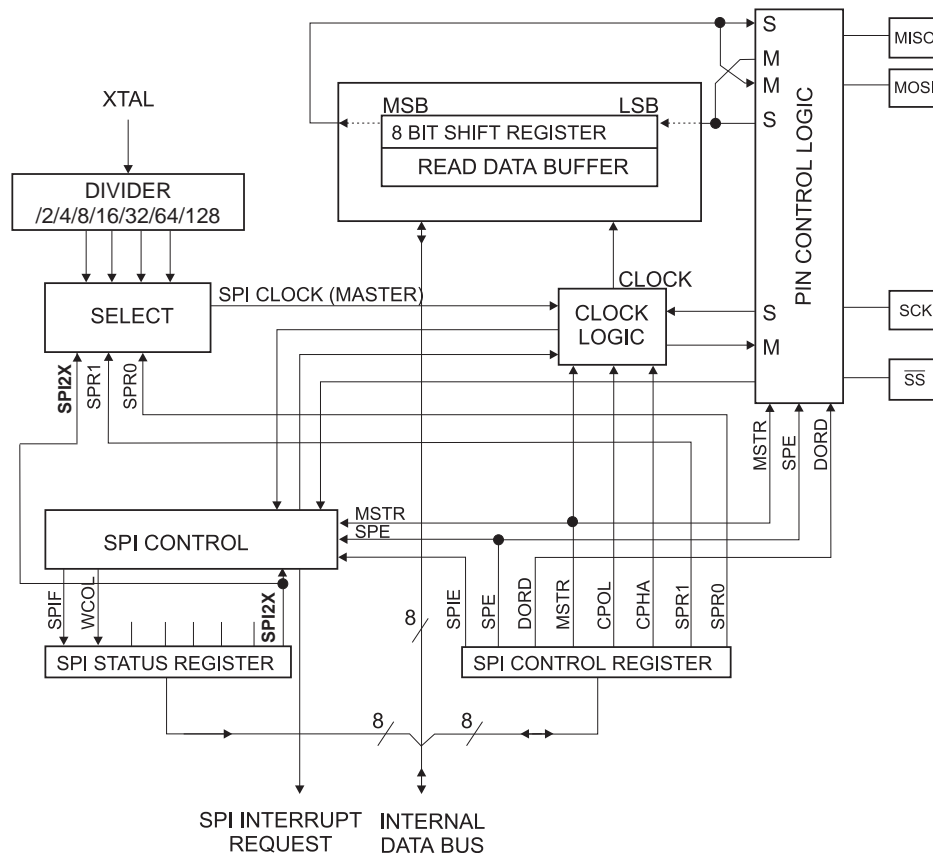 S
MISO
M
XTAL
MSB
LSB
M
MOSI
8 BIT SHIFT REGISTER
S
READ DATA BUFFER
DIVIDER
/2/4/8/16/32/64/128
PIN CONTROL LOGIC
CLOCK
SPI CLOCK (MASTER)
SELECT
CLOCK
LOGIC
S
M
SCK
SS
SPI2X
SPR1
SPR0
MSTR
SPE
DORD
SPI CONTROL
MSTR
SPE
SPIF
WCOL
SPI2X
SPIE
SPE
DORD
MSTR
CPOL
CPHA
SPR1
SPR0
8
SPI STATUS REGISTER
SPI CONTROL REGISTER
8
8
SPI INTERRUPT
REQUEST
INTERNAL
DATA BUS